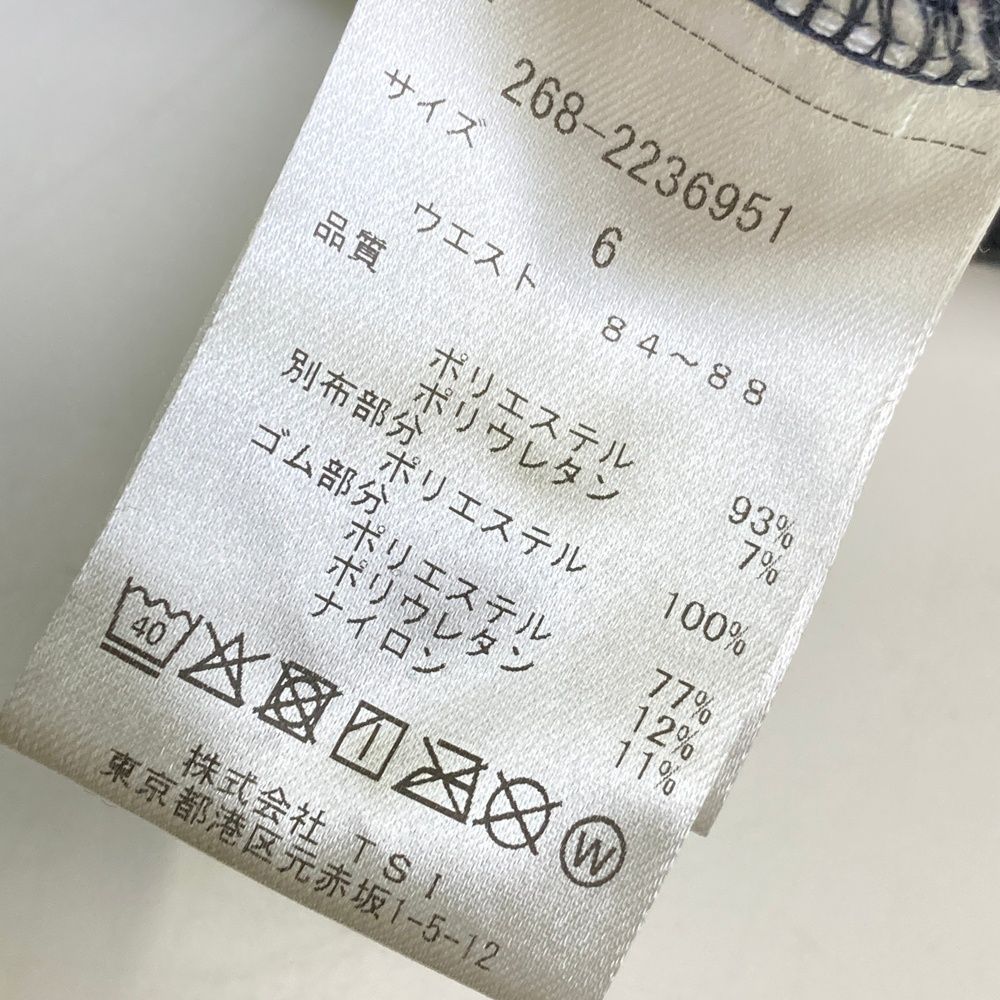 268-2236951
サイズ 6
ウエスト 84～88
品質
ポリエステル 93%
ポリウレタン 7%
別布部分
ポリエステル 100%
ゴム部分
ポリエステル 77%
ポリウレタン 12%
ナイロン 11%
40
W
株式会社 TSI
東京都港区元赤坂1-5-12